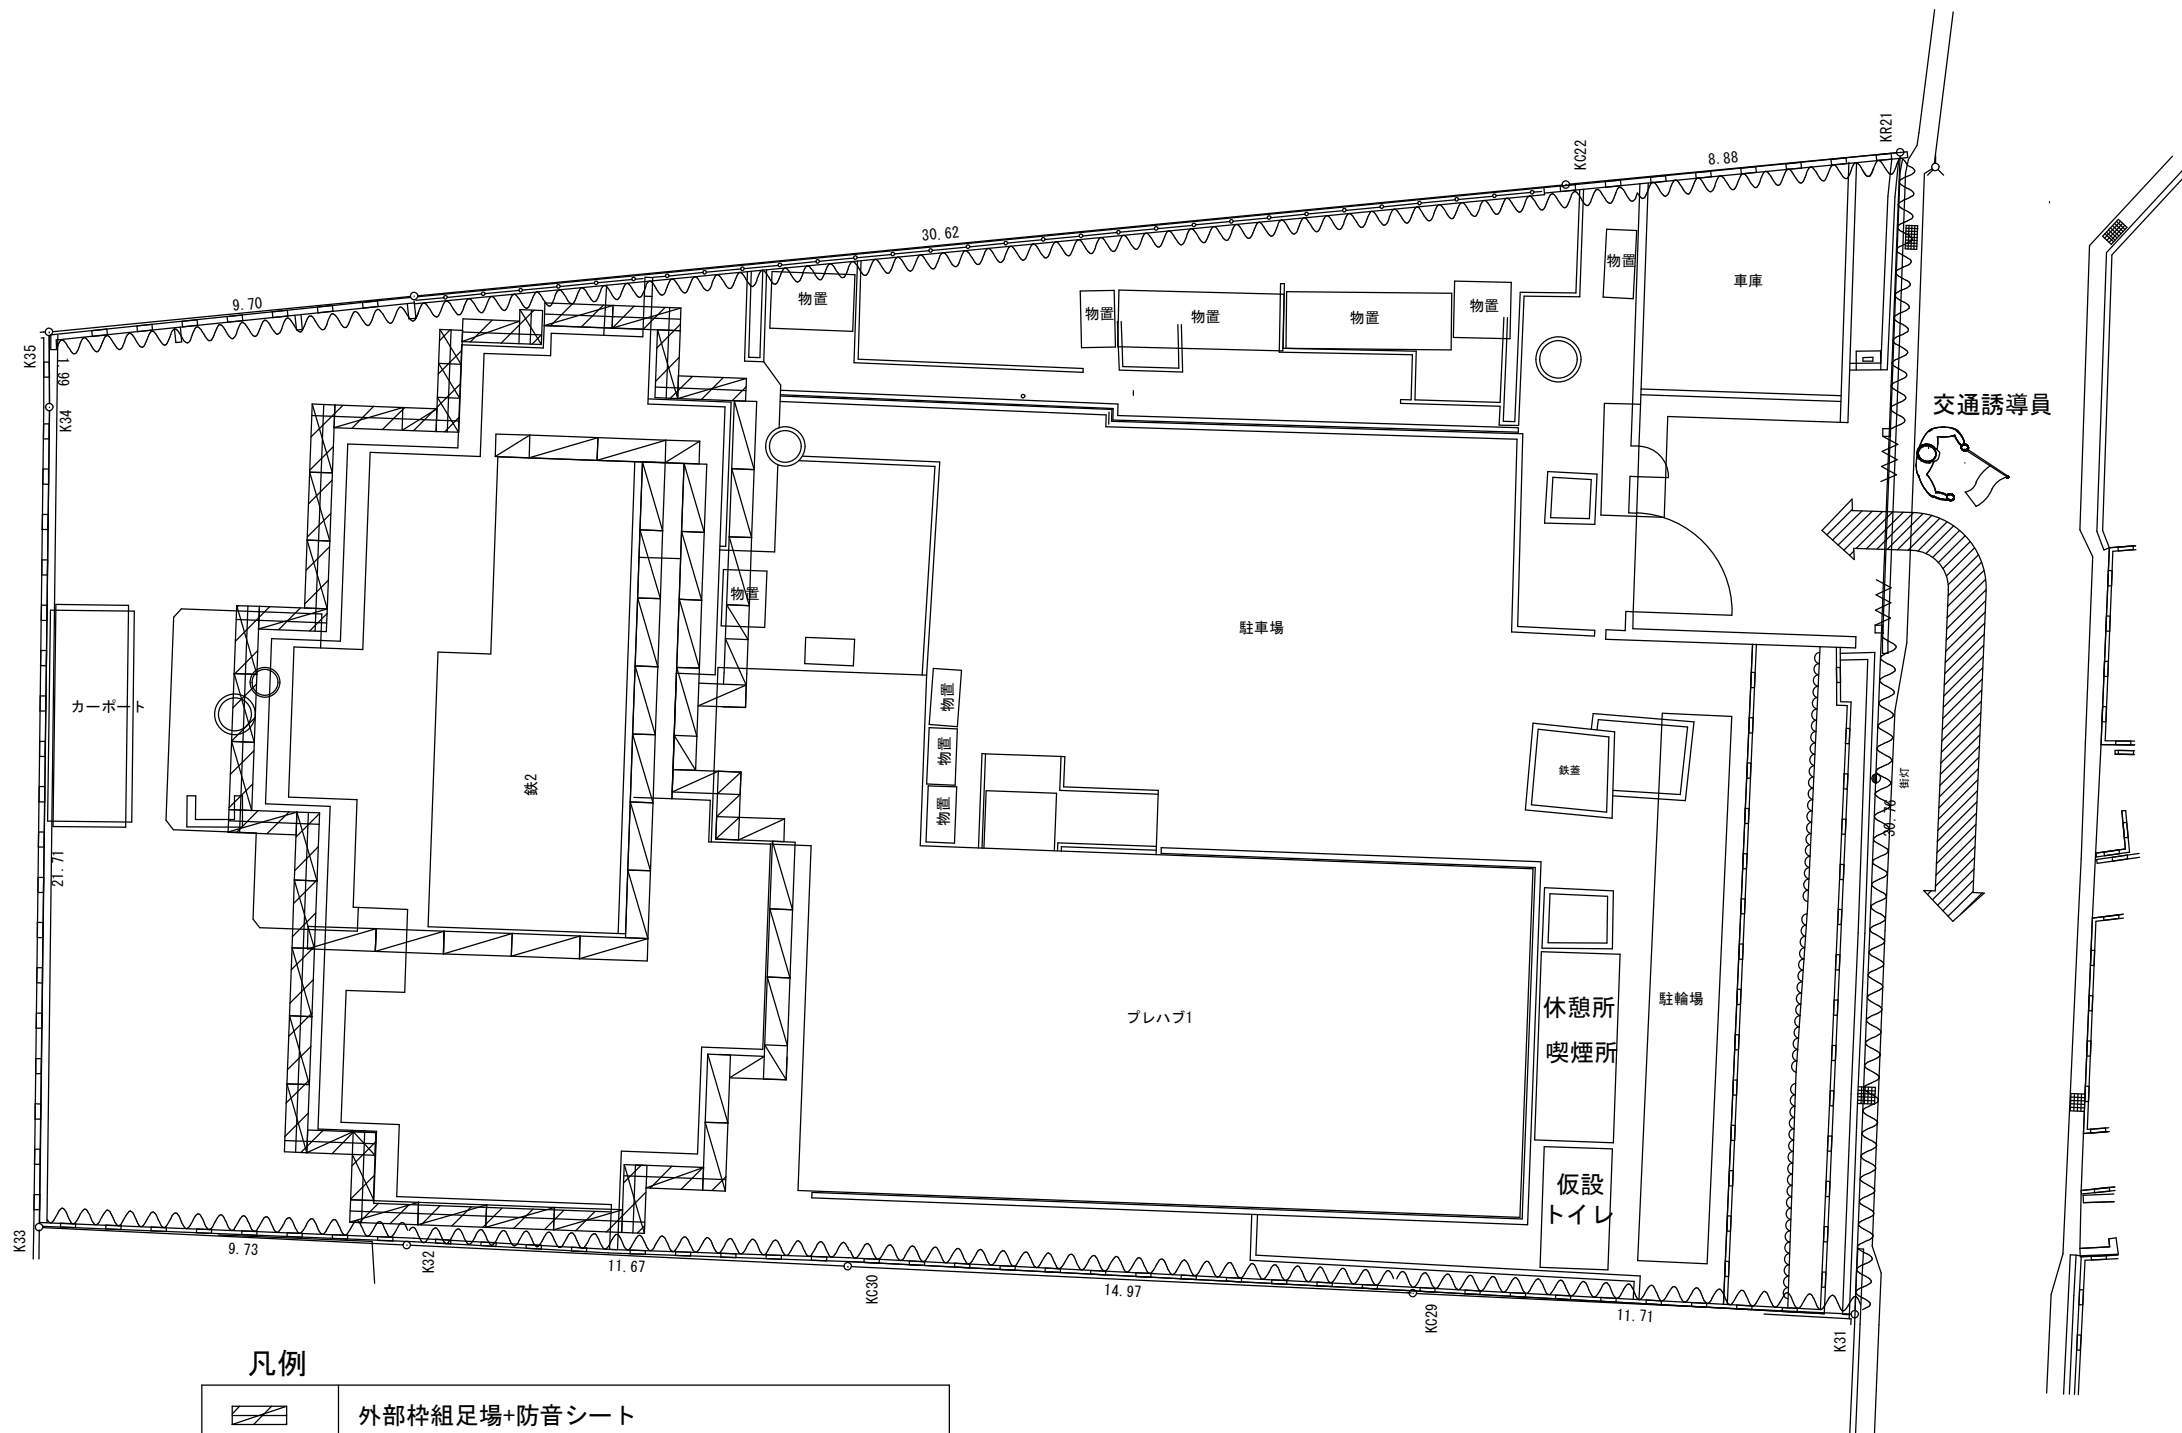 KR21
KC22
8.88
30.62
9.70
K35
1.99
K34
物置
物置
物置
物置
物置
物置
車庫
交通誘導員
物置
駐車場
カーポート
鉄2
物置
物置
物置
鉄蓋
街灯
30.76
21.71
プレハブ1
休憩所
喫煙所
駐輪場
仮設
トイレ
K33
9.73
K32
11.67
KC30
14.97
KC29
11.71
K31
凡例
外部枠組足場+防音シート